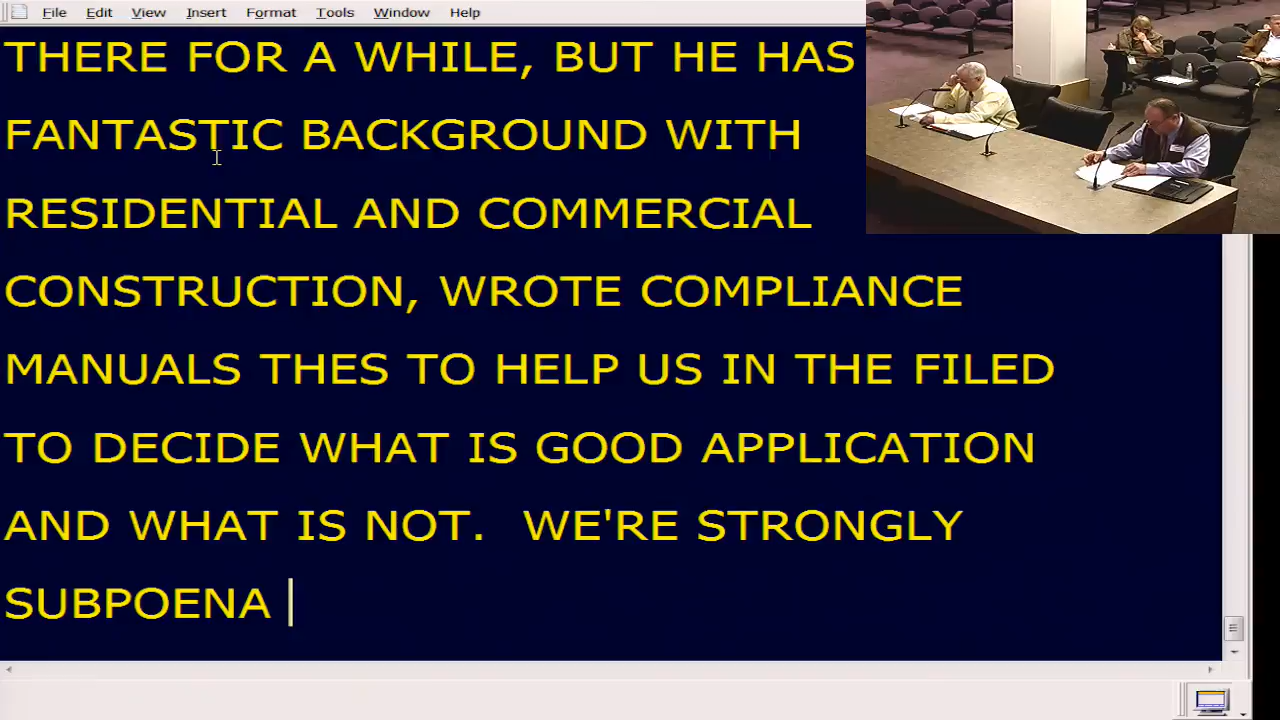 File Edit View Insert Format Tools Window Help
THERE FOR A WHILE, BUT HE HAS
FANTASTIC BACKGROUND WITH
RESIDENTIAL AND COMMERCIAL
CONSTRUCTION, WROTE COMPLIANCE
MANUALS THES TO HELP US IN THE FILED
TO DECIDE WHAT IS GOOD APPLICATION
AND WHAT IS NOT.  WE'RE STRONGLY
SUBPOENA